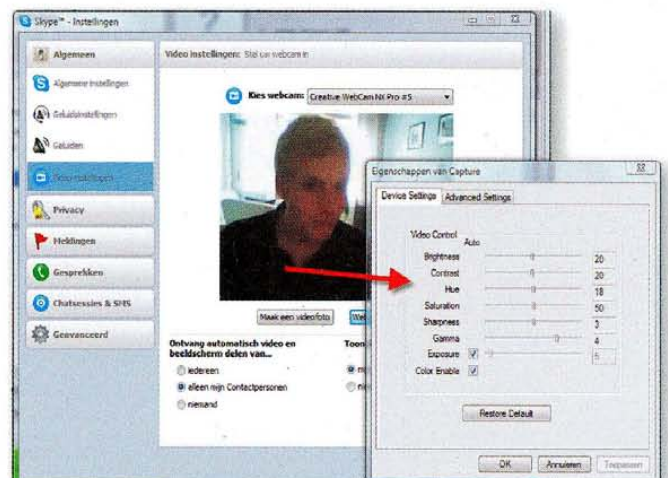 Skype™ - Instellingen
Algemeen
Algemene instellingen
Geluidsinstellingen
Geluiden
Video instellingen
Privacy
Meldingen
Gesprekken
Chatsessies & SMS
Geavanceerd
Video instellingen: Stel uw webcam in
Kies webcam: Creative WebCam NX Pro #5
Maak een videofoto
Ontvang automatisch video en
beeldscherm delen van...
iedereen
alleen mijn Contactpersonen
niemand
Eigenschappen van Capture
Device Settings
Advanced Settings
Video Control
Auto
Brightness 20
Contrast 20
Hue 18
Saturation 50
Sharpness 3
Gamma 4
Exposure 5
Color Enable
Restore Default
OK
Annuleren
Toepassen